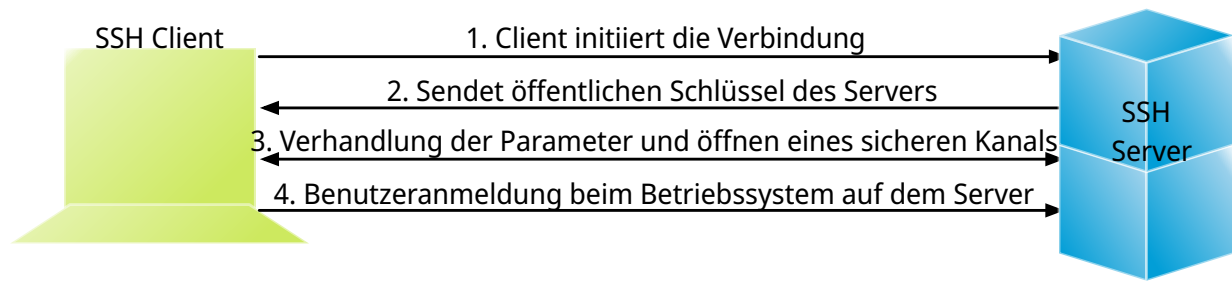 SSH Client
1. Client initiiert die Verbindung
2. Sendet öffentlichen Schlüssel des Servers
3. Verhandlung der Parameter und öffnen eines sicheren Kanals
4. Benutzeranmeldung beim Betriebssystem auf dem Server
SSH
Server